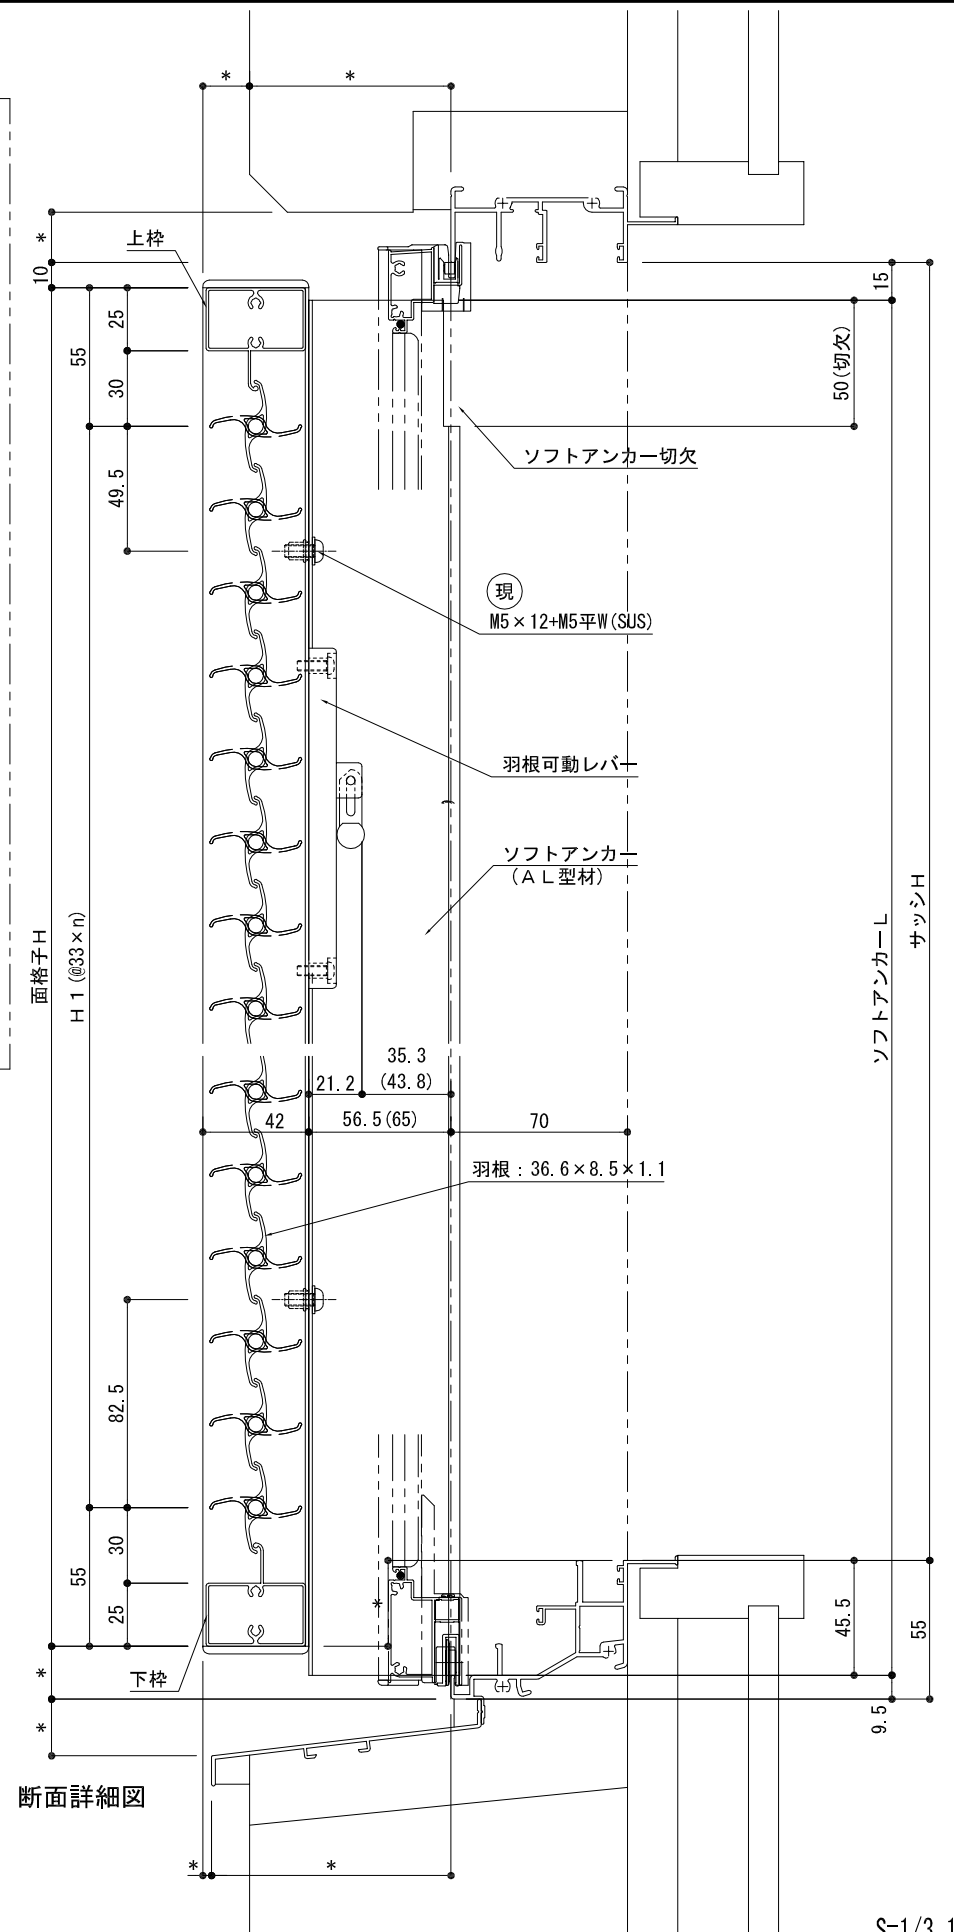 *
*
*
10
上枠
15
25
55
30
50(切欠)
ソフトアンカー切欠
49.5
現
M5×12+M5平W(SUS)
羽根可動レバー
ソフトアンカー
(AL型材)
面格子H
H1(@33×n)
ソフトアンカーL
サッシH
35.3
21.2
(43.8)
42
56.5(65)
70
羽根:36.6×8.5×1.1
82.5
30
55
25
*
45.5
55
*
下枠
*
9.5
断面詳細図
*
*